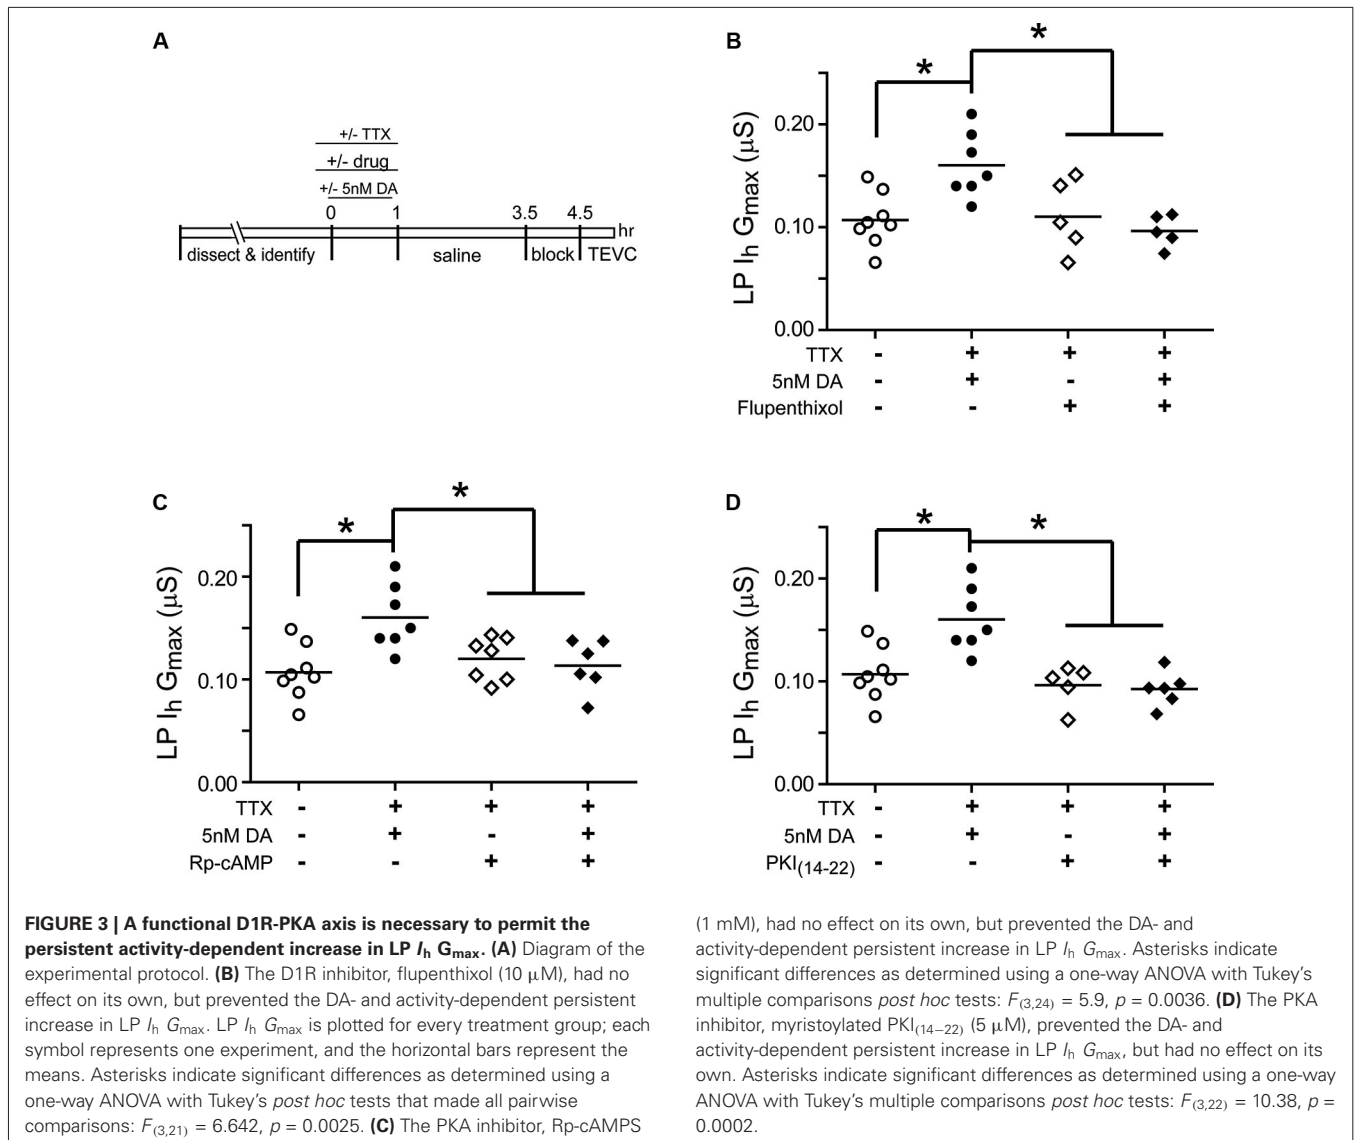 A
+/- TTX
+/- drug
+/- 5nM DA
0 1 3.5 4.5
hr
dissect & identify saline block TEVC
B
*
*
LP Ih Gmax (μS)
0.20
0.10
0.00
TTX - + + +
5nM DA - + - +
Flupenthixol - - + +
C
*
*
LP Ih Gmax (μS)
0.20
0.10
0.00
TTX - + + +
5nM DA - + - +
Rp-cAMP - - + +
D
*
*
LP Ih Gmax (μS)
0.20
0.10
0.00
TTX - + + +
5nM DA - + - +
PKI(14-22) - - + +
FIGURE 3 | A functional D1R-PKA axis is necessary to permit the
persistent activity-dependent increase in LP Ih Gmax. (A) Diagram of the
experimental protocol. (B) The D1R inhibitor, flupenthixol (10 μM), had no
effect on its own, but prevented the DA- and activity-dependent persistent
increase in LP Ih Gmax. LP Ih Gmax is plotted for every treatment group; each
symbol represents one experiment, and the horizontal bars represent the
means. Asterisks indicate significant differences as determined using a
one-way ANOVA with Tukey's post hoc tests that made all pairwise
comparisons: F(3,21) = 6.642, p = 0.0025. (C) The PKA inhibitor, Rp-cAMPS
(1 mM), had no effect on its own, but prevented the DA- and
activity-dependent persistent increase in LP Ih Gmax. Asterisks indicate
significant differences as determined using a one-way ANOVA with Tukey's
multiple comparisons post hoc tests: F(3,24) = 5.9, p = 0.0036. (D) The PKA
inhibitor, myristoylated PKI(14–22) (5 μM), prevented the DA- and
activity-dependent persistent increase in LP Ih Gmax, but had no effect on its
own. Asterisks indicate significant differences as determined using a one-way
ANOVA with Tukey's multiple comparisons post hoc tests: F(3,22) = 10.38, p =
0.0002.